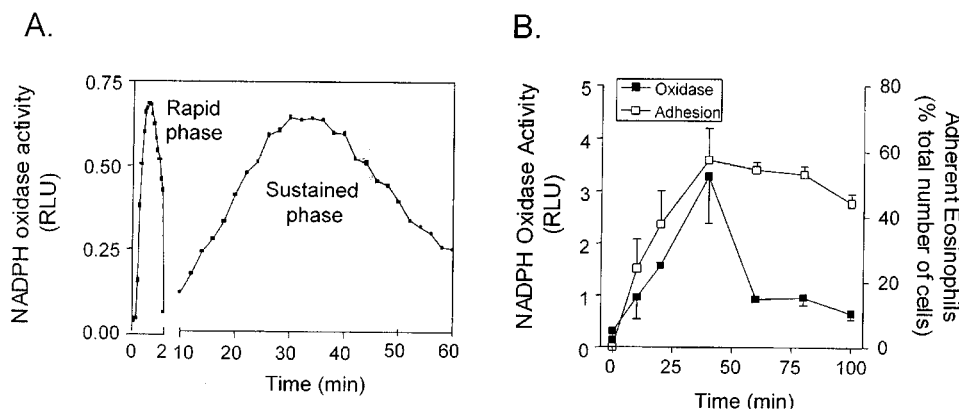 A.
NADPH oxidase activity
(RLU)
0.75
0.50
0.25
0.00
Rapid
phase
Sustained
phase
0 2 10 20 30 40 50 60
Time (min)
B.
NADPH Oxidase Activity
(RLU)
5
4
3
2
1
0
Oxidase
Adhesion
80
60
40
20
0
Adherent Eosinophils
(% total number of cells)
0 25 50 75 100
Time (min)